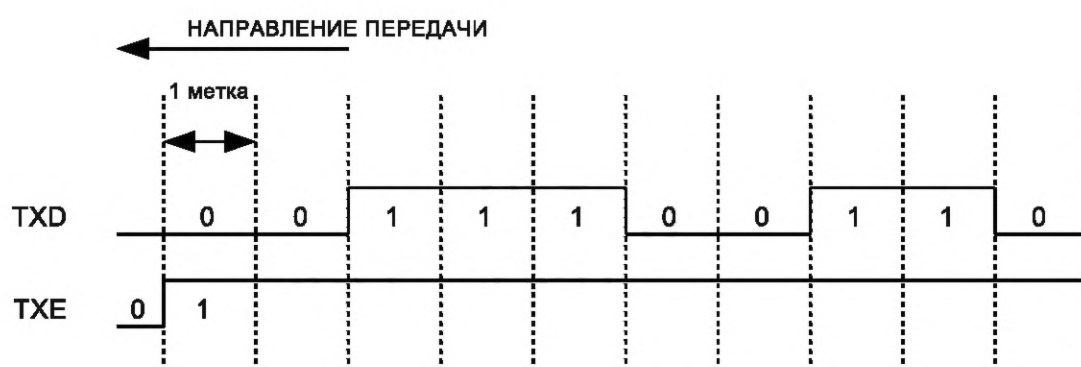 НАПРАВЛЕНИЕ ПЕРЕДАЧИ
1 метка
TXD 0 0 1 1 1 0 0 1 1 0
TXE 0 1